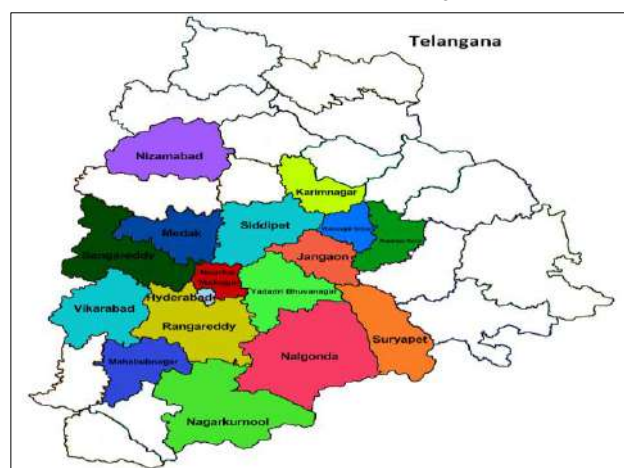 Telangana
Nizamabad
Karimnagar
Siddipet
Medak
Sangareddy
Jangaon
Yadadri Bhuvanagiri
Hyderabad
Vikarabad
Rangareddy
Suryapet
Nalgonda
Mahabubnagar
Nagarkurnool